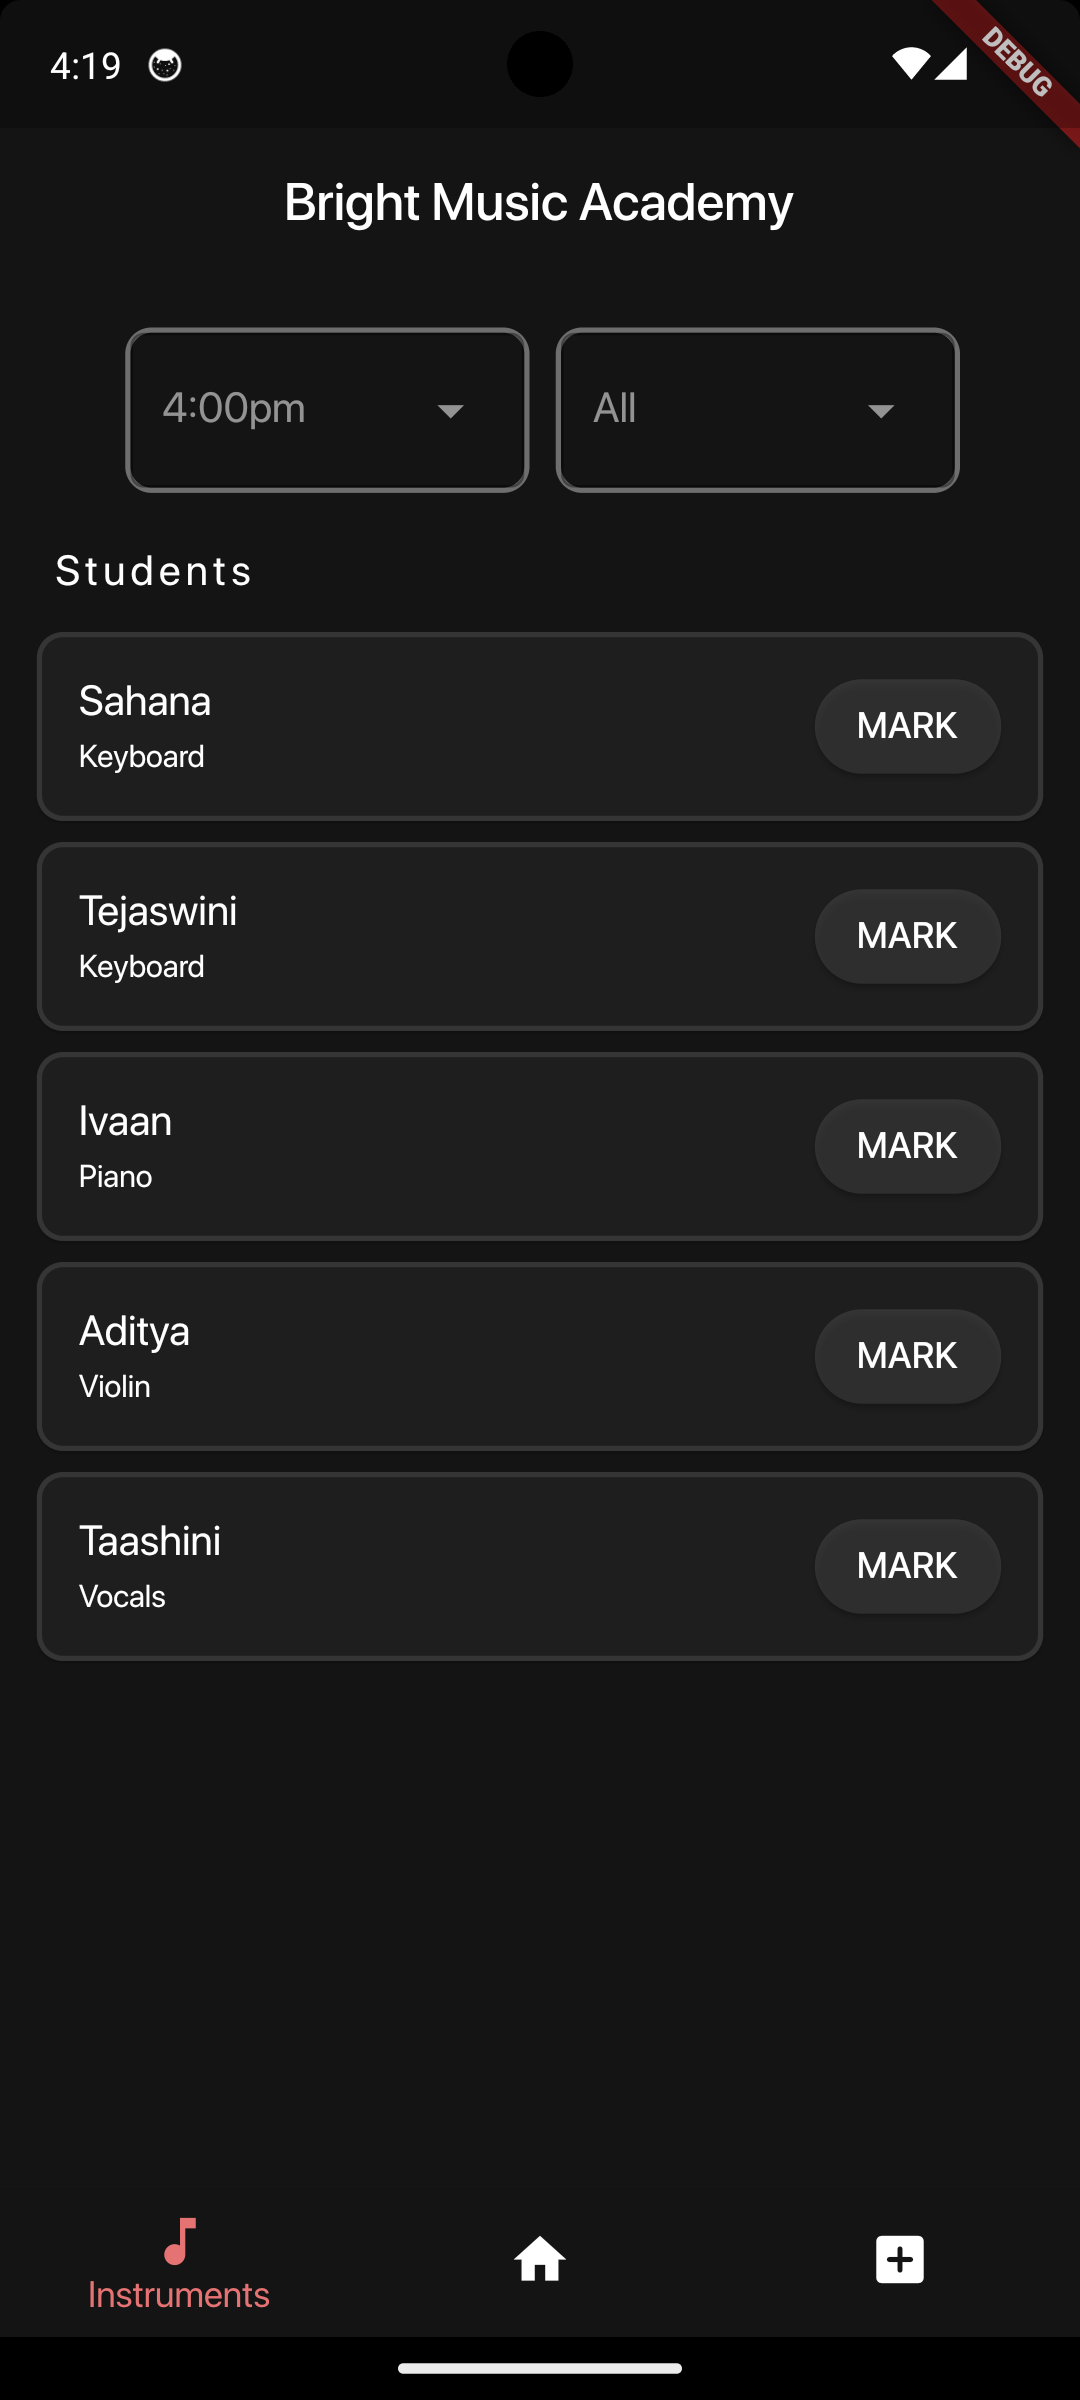 4:19
DEBUG
Bright Music Academy
4:00pm All
Students
Sahana
Keyboard
MARK
Tejaswini
Keyboard
MARK
Ivaan
Piano
MARK
Aditya
Violin
MARK
Taashini
Vocals
MARK
Instruments